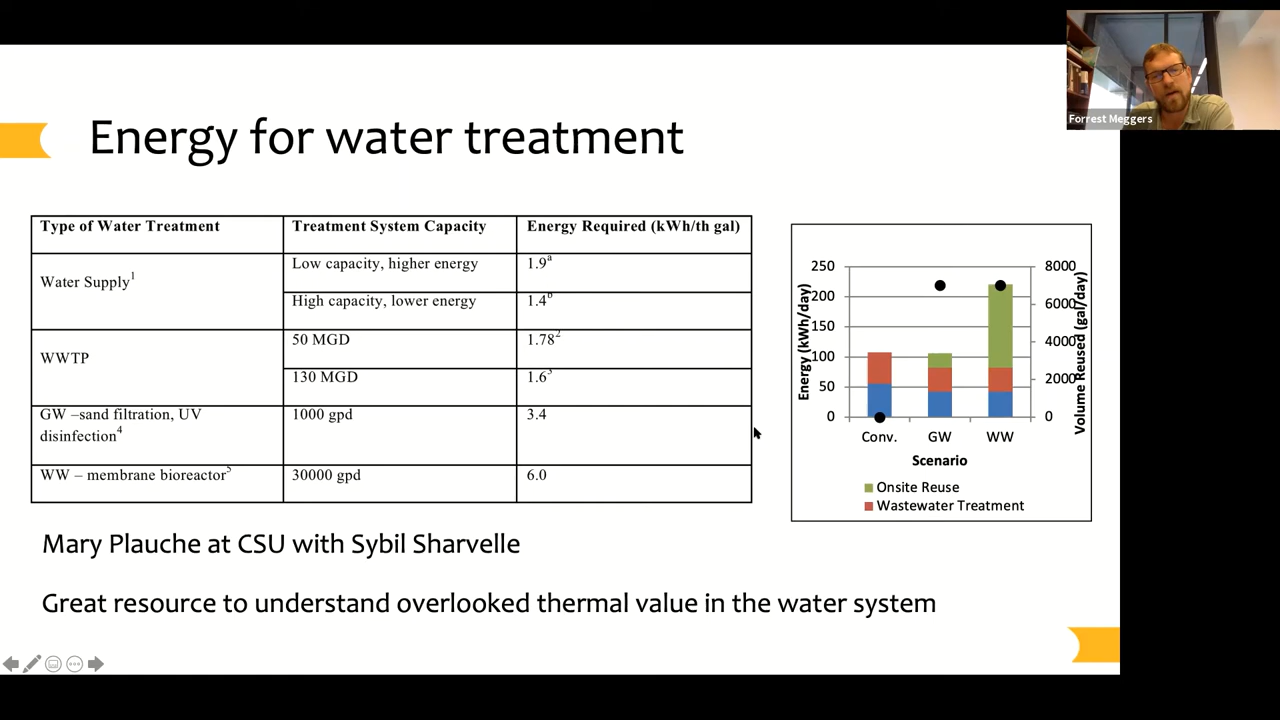 Forrest Meggers
Energy for water treatment
Type of Water Treatment
Treatment System Capacity
Energy Required (kWh/th gal)
Water Supply1
Low capacity, higher energy
1.9a
High capacity, lower energy
1.4b
WWTP
50 MGD
1.782
130 MGD
1.63
GW –sand filtration, UV
disinfection4
1000 gpd
3.4
WW – membrane bioreactor5
30000 gpd
6.0
Energy (kWh/day)
250
200
150
100
50
0
8000
6000
4000
2000
0
Volume Reused (gal/day)
Conv.
GW
WW
Scenario
Onsite Reuse
Wastewater Treatment
Mary Plauche at CSU with Sybil Sharvelle
Great resource to understand overlooked thermal value in the water system